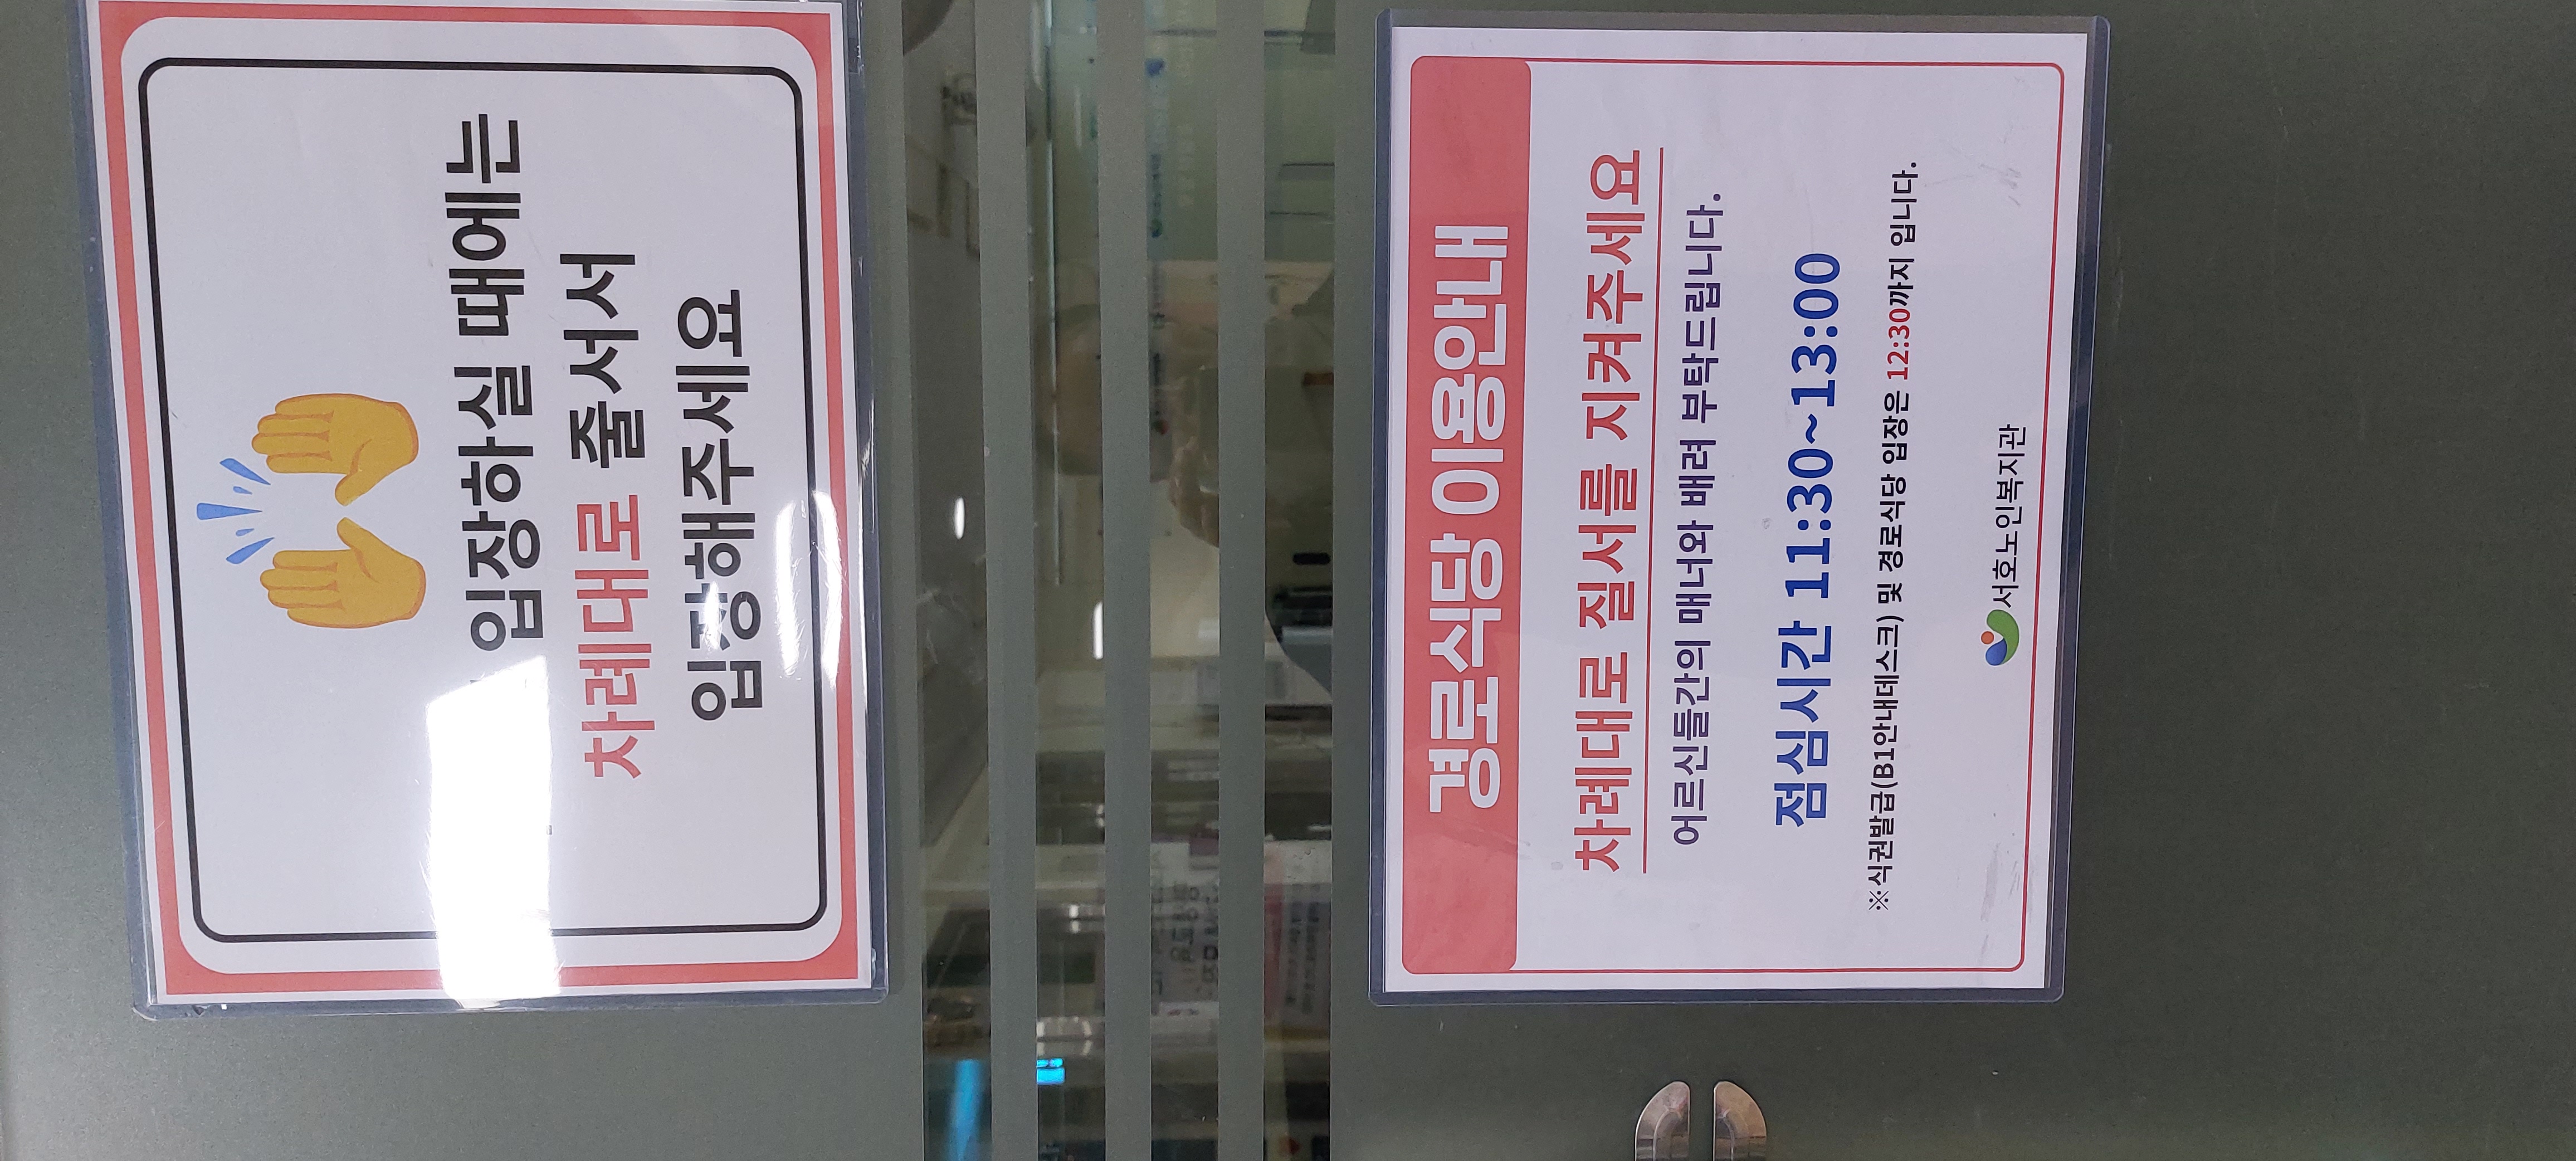 입장하실 때에는
차례대로 줄서서
입장해주세요
경로식당 이용안내
차례대로 질서를 지켜주세요
어르신들간의 매너와 배려 부탁드립니다.
점심시간 11:30~13:00
※식권발급(B1안내데스크) 및 경로식당 입장은 12:30까지 입니다.
서호노인복지관